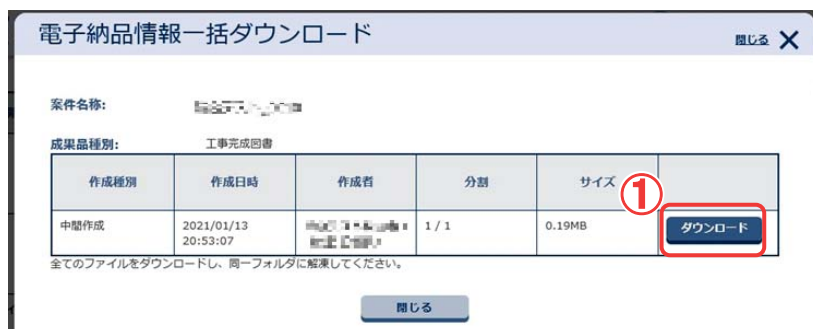 電子納品情報一括ダウンロード
閉じる
案件名称:
成果品種別: 工事完成図書
作成種別 作成日時 作成者 分割 サイズ
①
中間作成 2021/01/13 1 / 1 0.19MB ダウンロード
20:53:07
全てのファイルをダウンロードし、同一フォルダに解凍してください。
閉じる